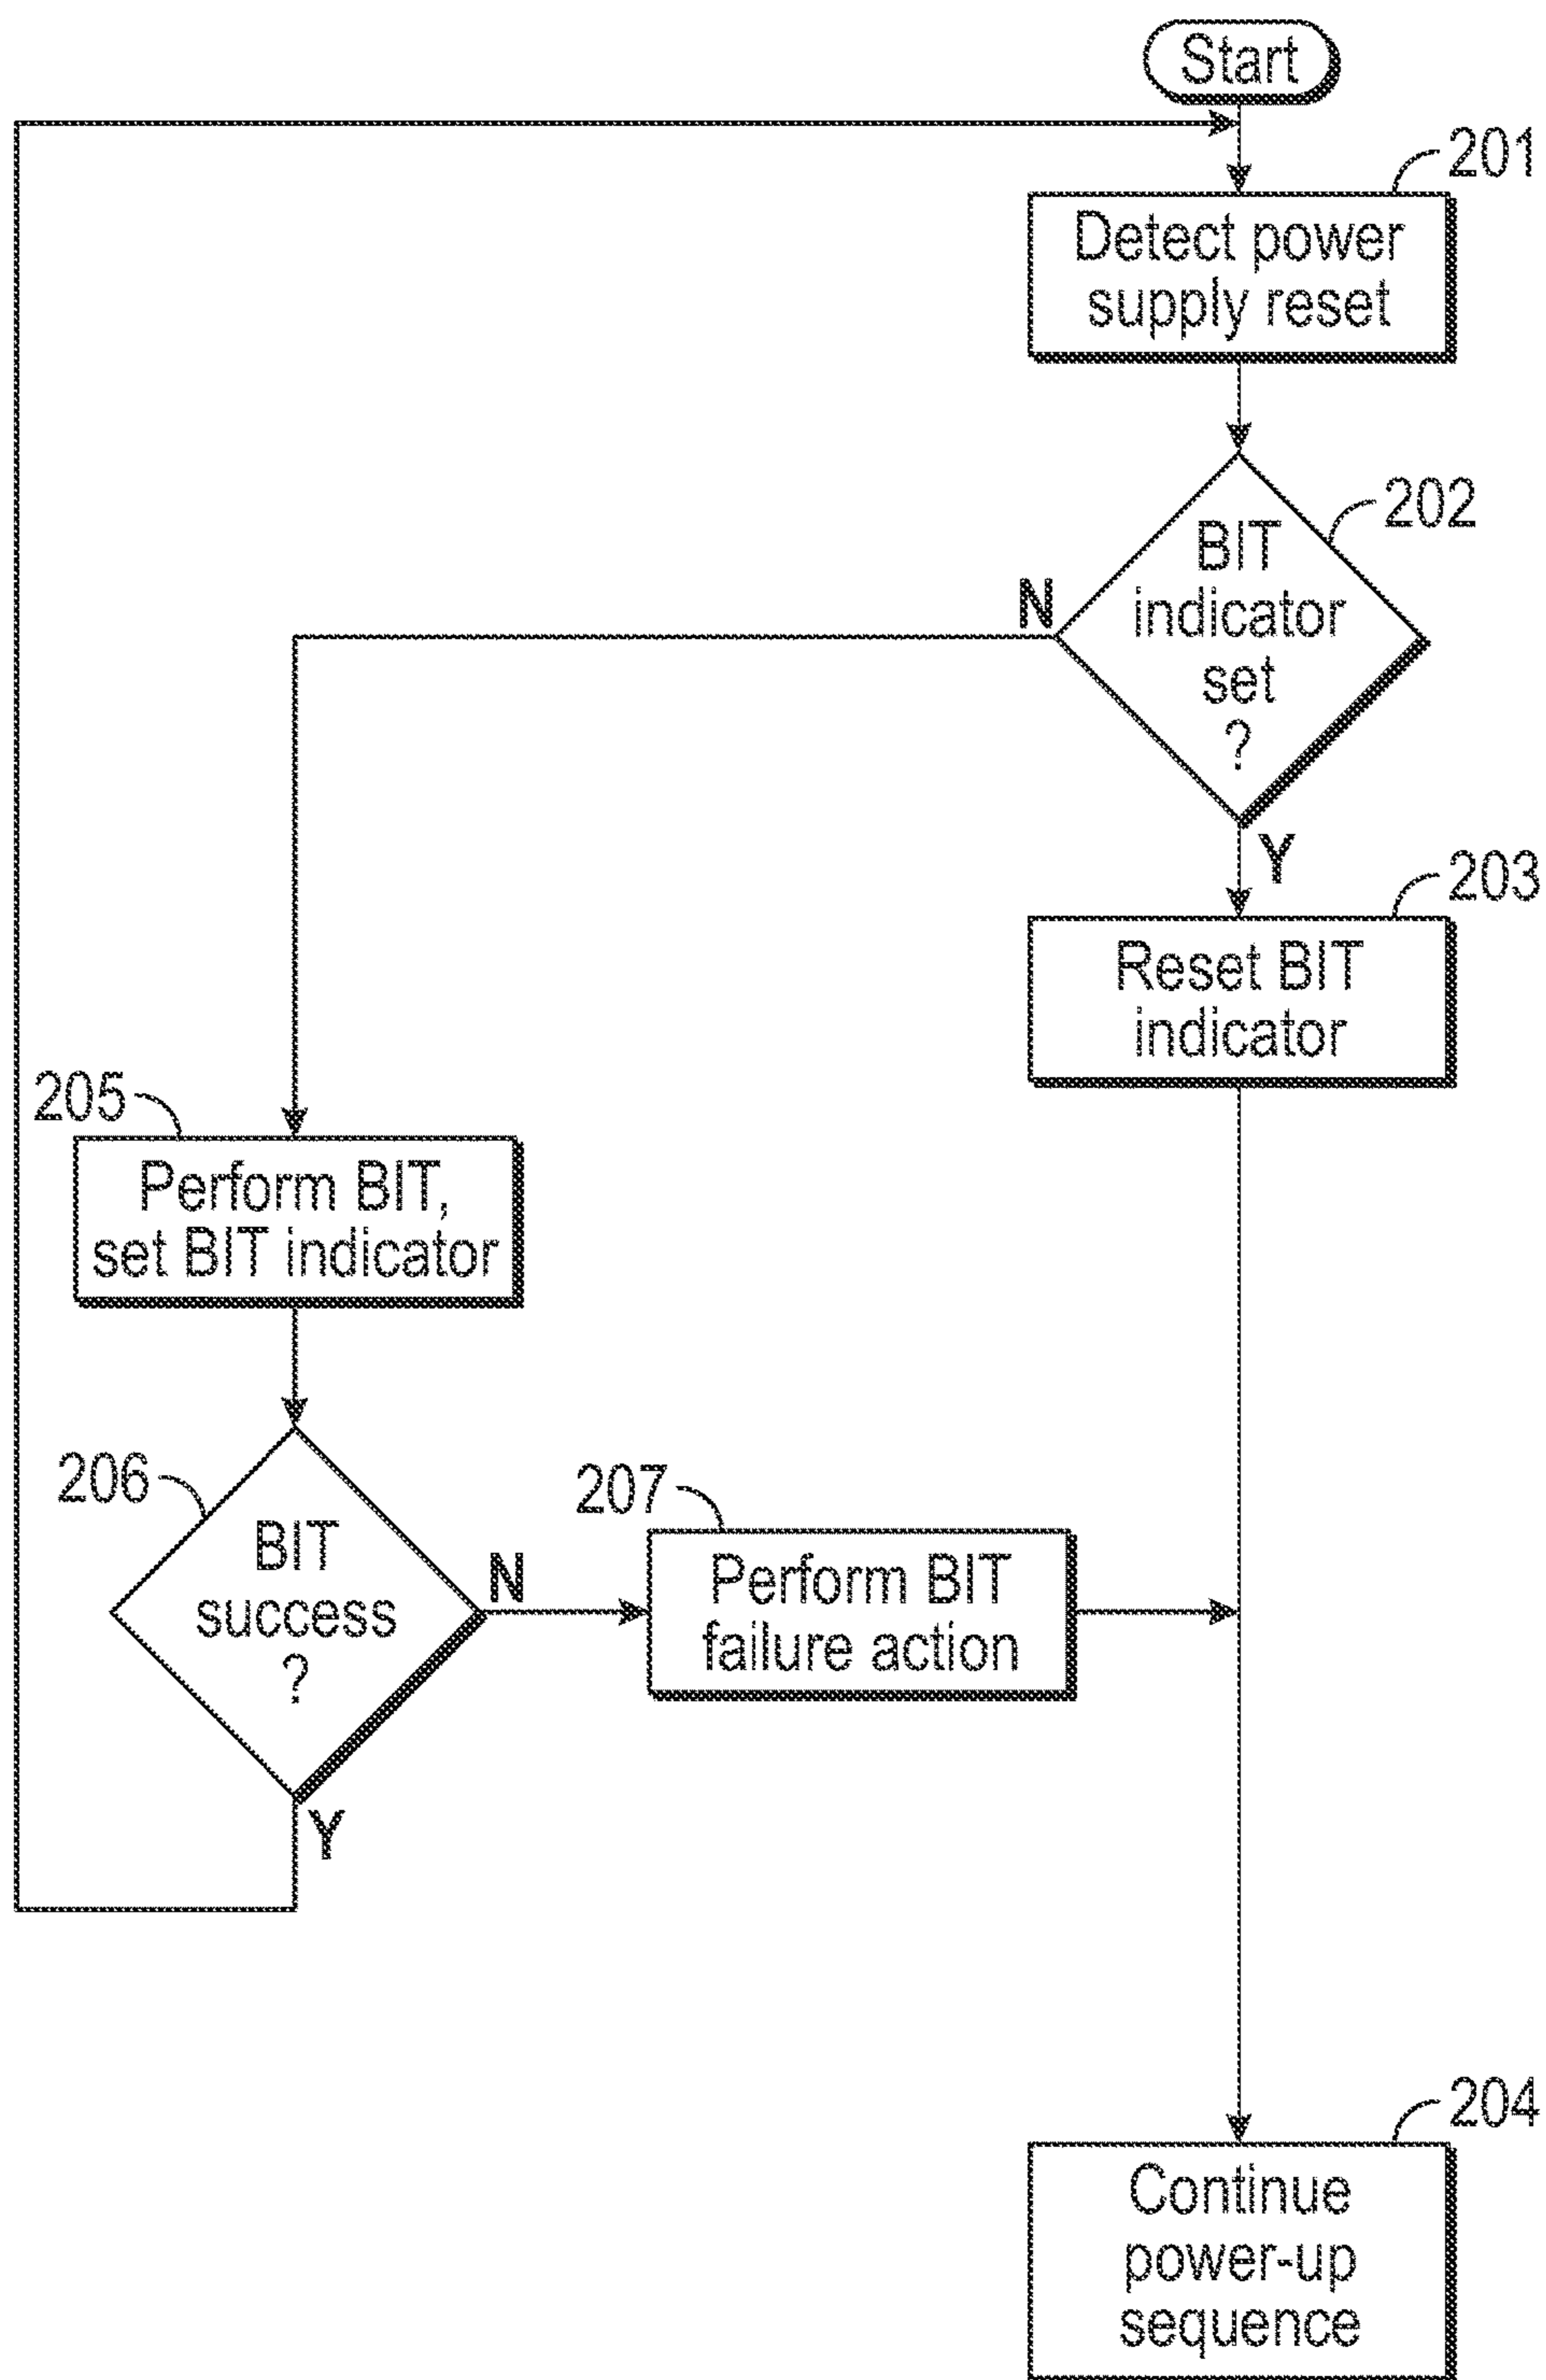 Start
201
Detect power
supply reset
202
BIT
indicator
set
?
N
Y
203
Reset BIT
indicator
205
Perform BIT,
set BIT indicator
206
BIT
success
?
N
Y
207
Perform BIT
failure action
204
Continue
power-up
sequence